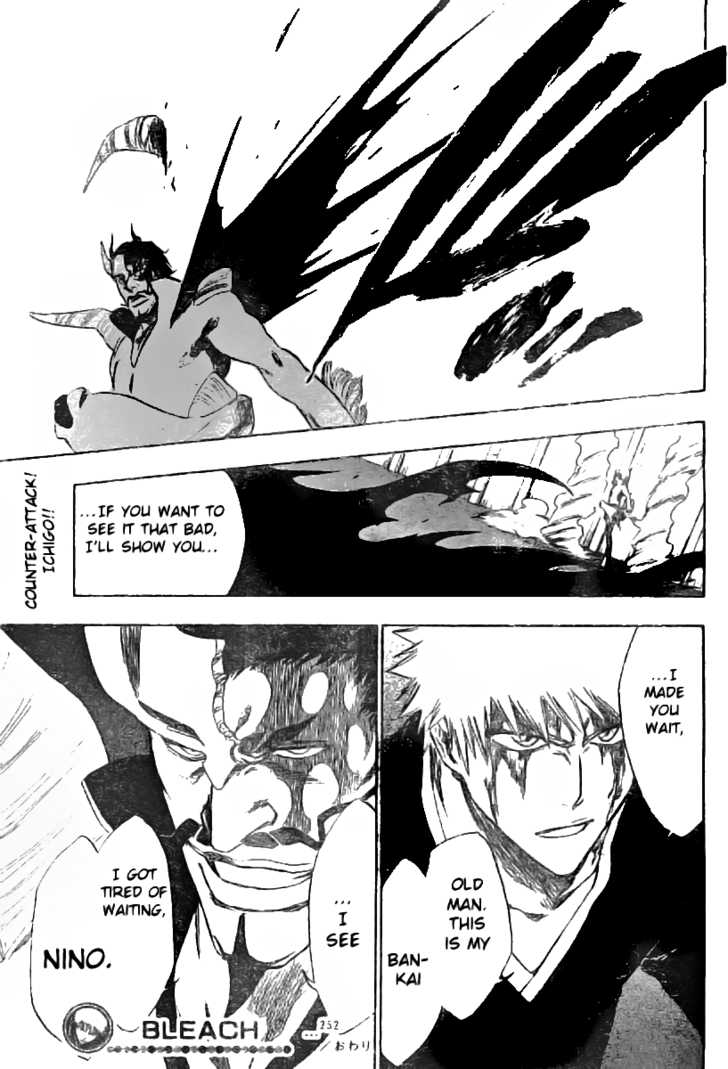 COUNTER-ATTACK!
ICHIGO!!
...IF YOU WANT TO
SEE IT THAT BAD,
I'LL SHOW YOU...
...I
MADE
YOU
WAIT,
OLD
MAN.
THIS
IS MY
BAN-
KAI
...
I
SEE
I GOT
TIRED OF
WAITING,
NINO.
BLEACH
...252
おわり